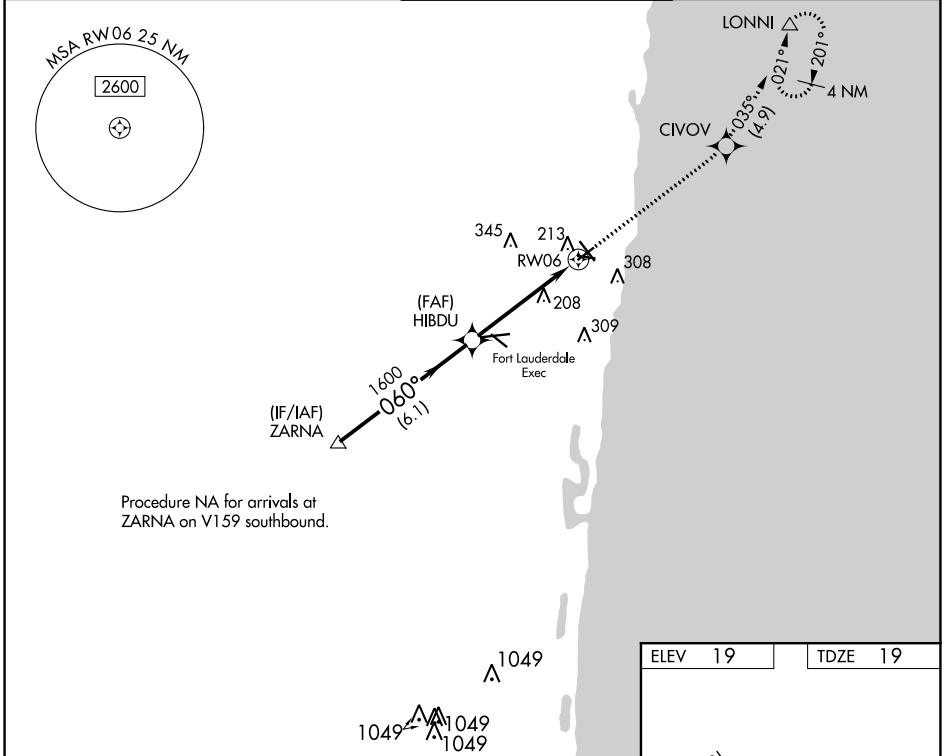 MSA RW06 25 NM
2600
LONNI
021°
201°
4 NM
035°
(4.9)
CIVOV
345
213
RW06
308
208
309
(FAF)
HIBDU
Fort Lauderdale
Exec
1600
060°
(6.1)
(IF/IAF)
ZARNA
Procedure NA for arrivals at
ZARNA on V159 southbound.
1049
1049
1049
1049
ELEV 19
TDZE 19